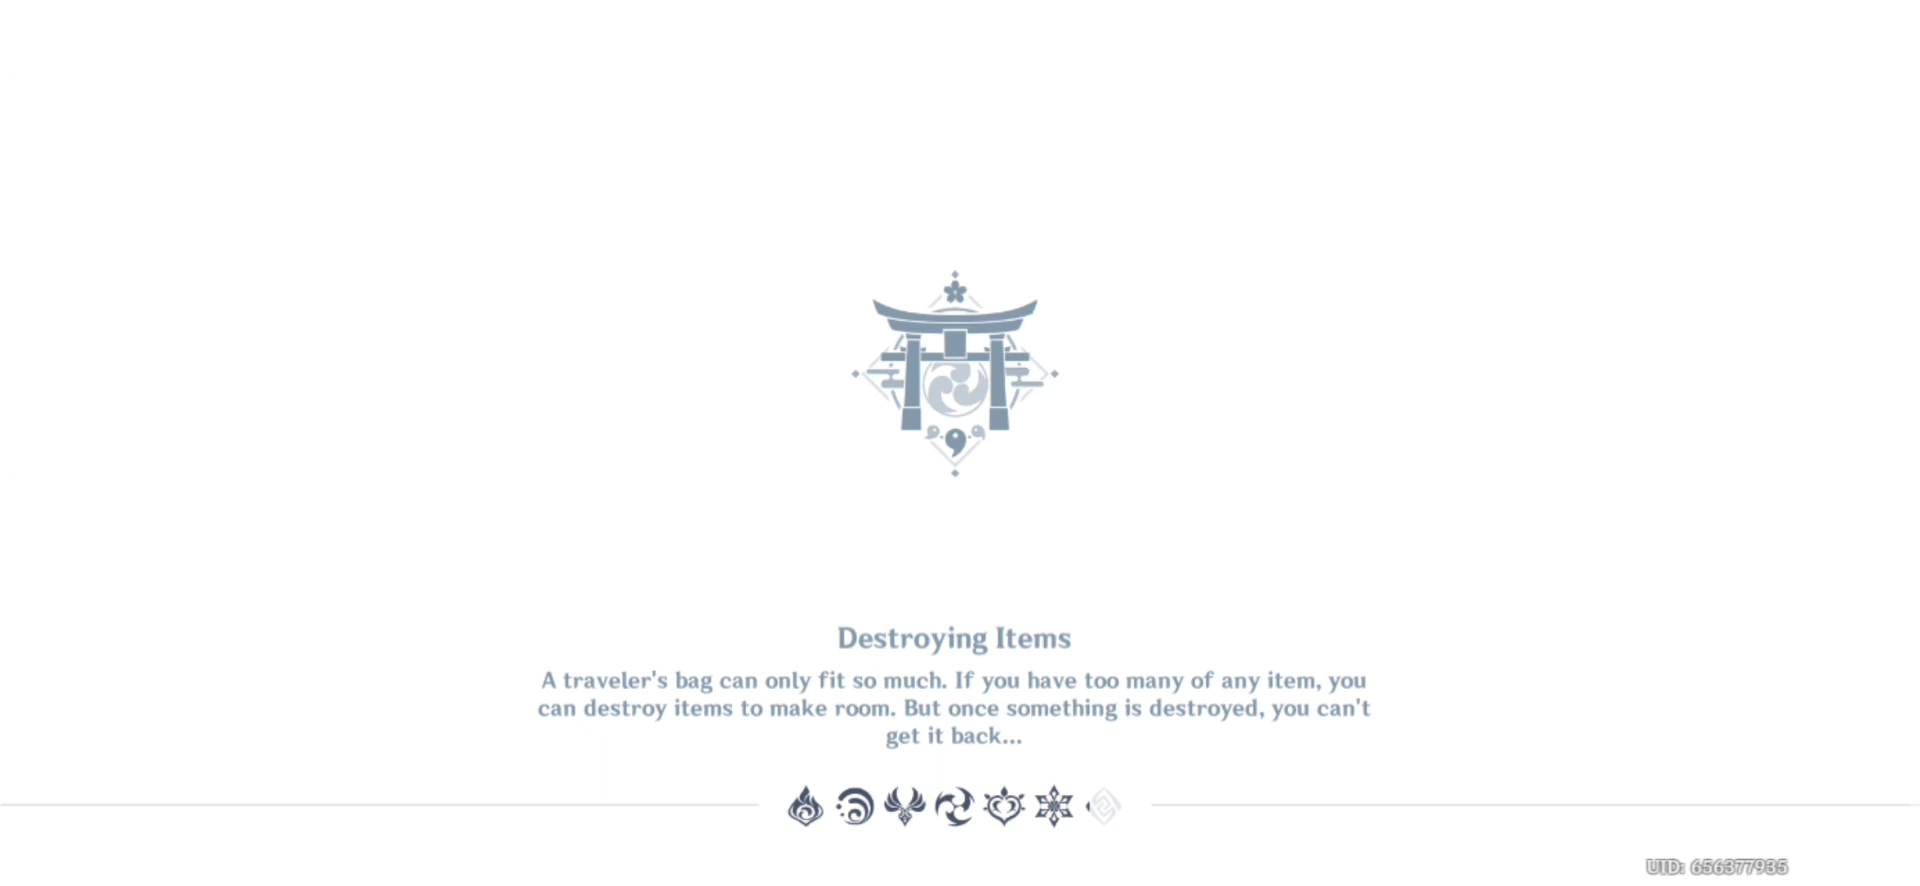 Destroying Items
A traveler's bag can only fit so much. If you have too many of any item, you
can destroy items to make room. But once something is destroyed, you can't
get it back...
UID: 656377935